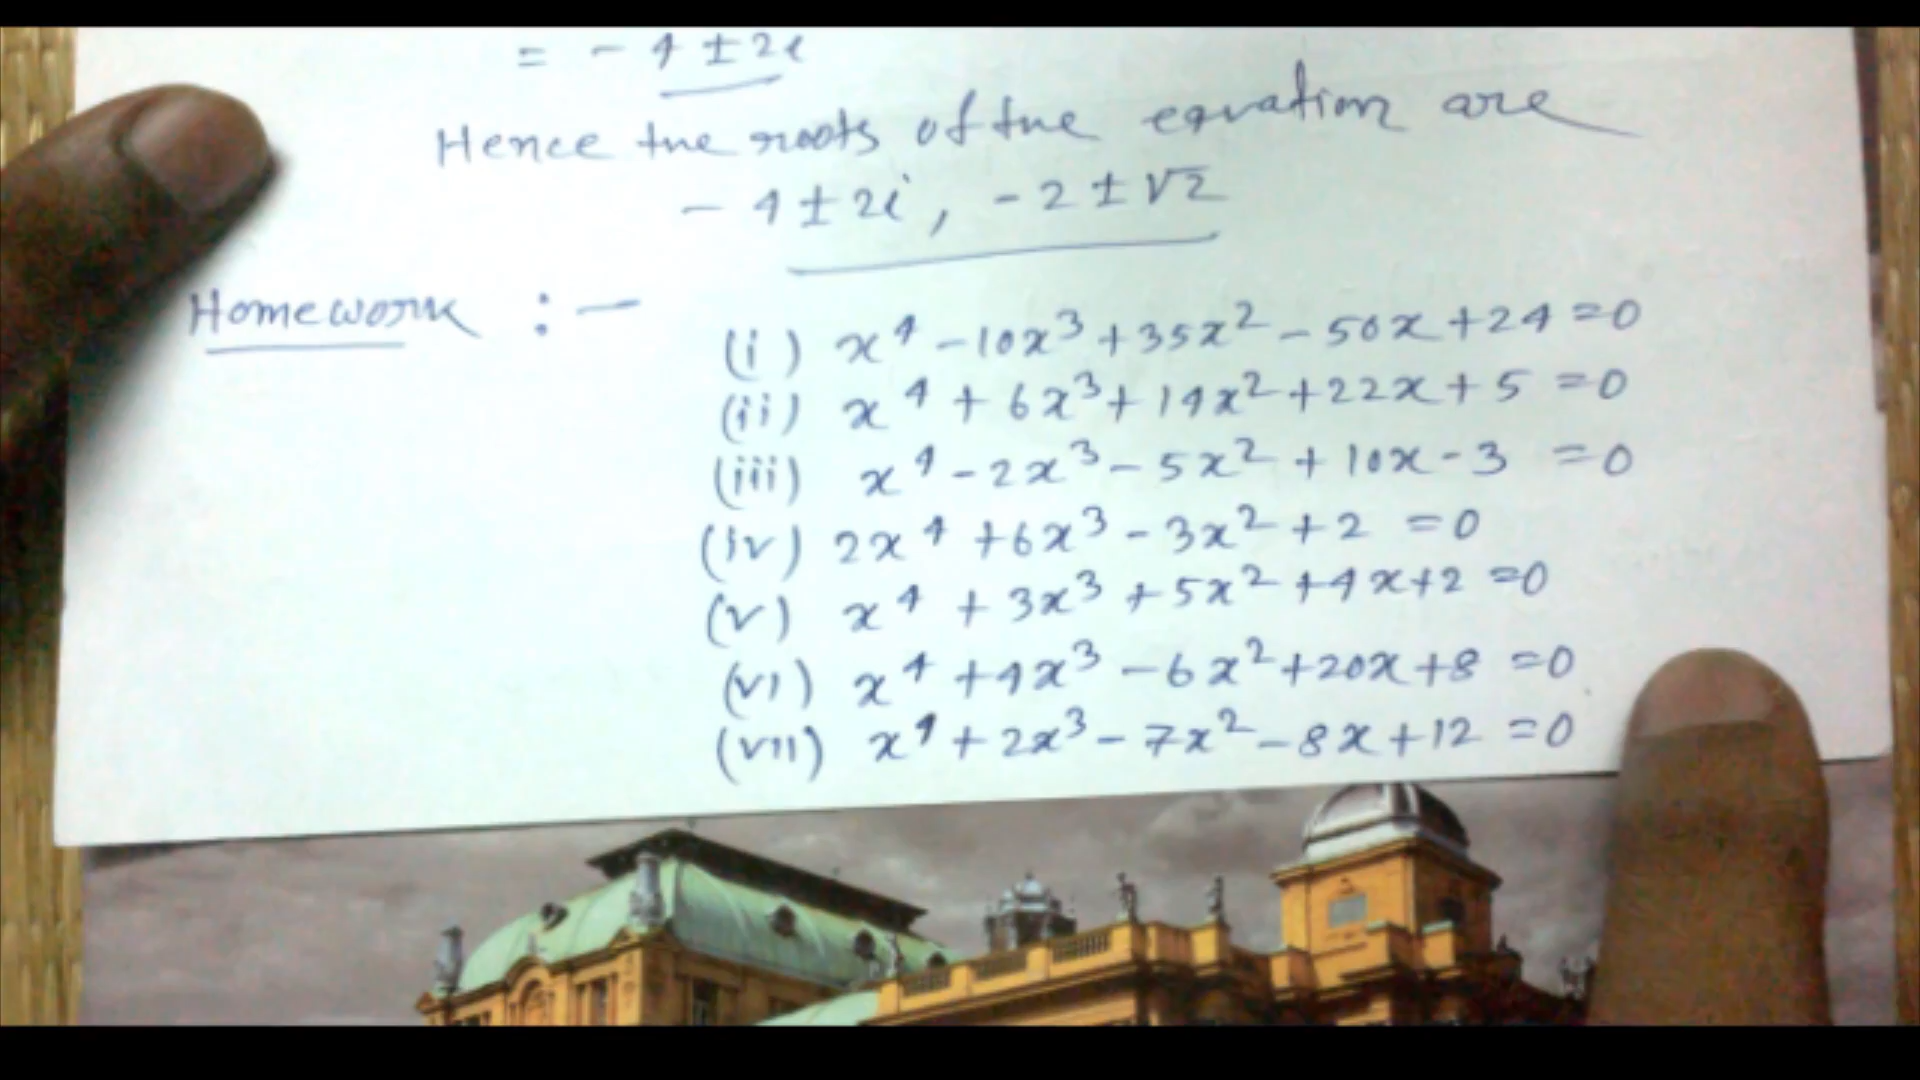 = - 4 ± 2i
Hence the roots of the equation are
- 4 ± 2i, - 2 ± √2
Homework : -
(i) x⁴ - 10x³ + 35x² - 50x + 24 = 0
(ii) x⁴ + 6x³ + 14x² + 22x + 5 = 0
(iii) x⁴ - 2x³ - 5x² + 10x - 3 = 0
(iv) 2x⁴ + 6x³ - 3x² + 2 = 0
(v) x⁴ + 3x³ + 5x² + 4x + 2 = 0
(vi) x⁴ + 4x³ - 6x² + 20x + 8 = 0
(vii) x⁴ + 2x³ - 7x² - 8x + 12 = 0